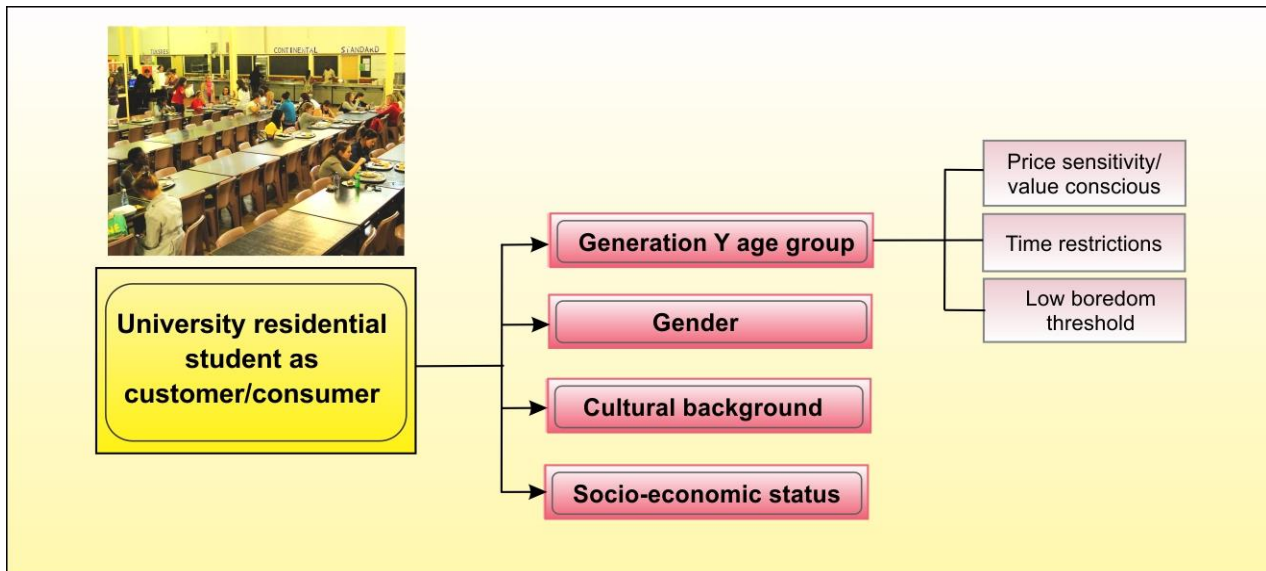 CONTINENTAL STANDARD
University residential
student as
customer/consumer
Generation Y age group
Gender
Cultural background
Socio-economic status
Price sensitivity/
value conscious
Time restrictions
Low boredom
threshold